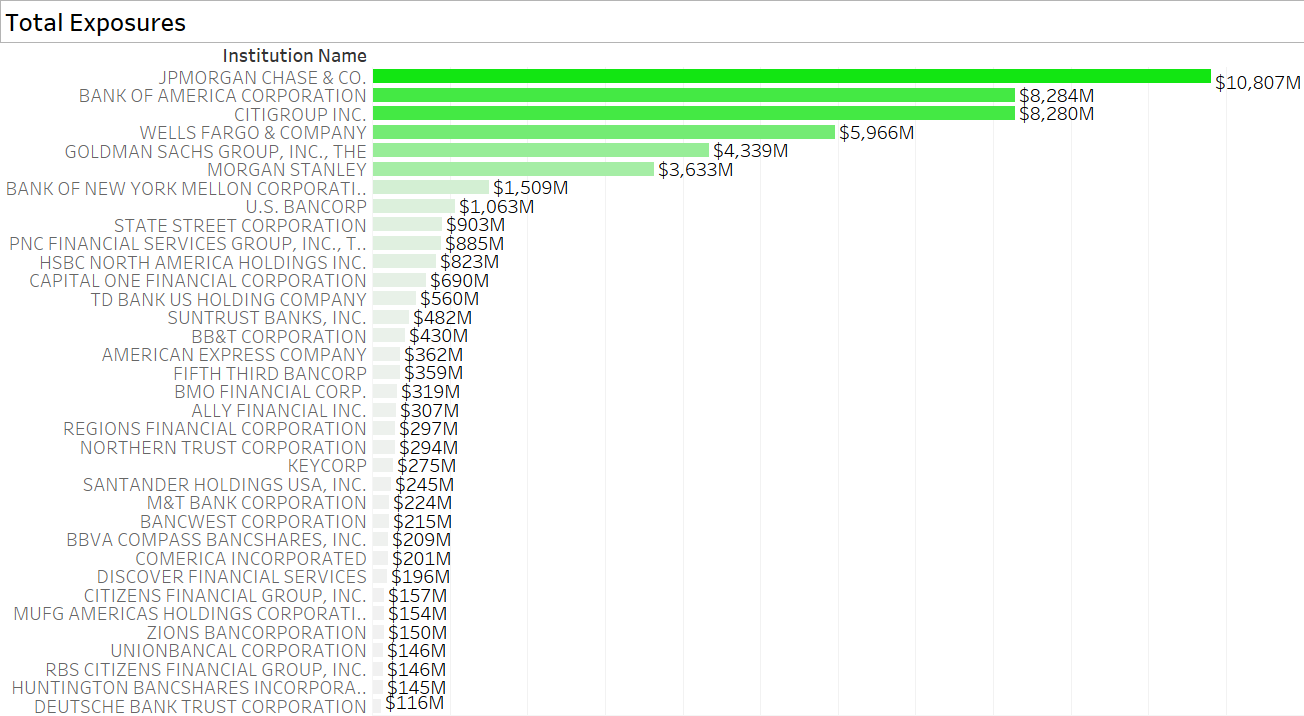 Total Exposures
Institution Name
JPMORGAN CHASE & CO. $10,807M
BANK OF AMERICA CORPORATION $8,284M
CITIGROUP INC. $8,280M
WELLS FARGO & COMPANY $5,966M
GOLDMAN SACHS GROUP, INC., THE $4,339M
MORGAN STANLEY $3,633M
BANK OF NEW YORK MELLON CORPORATI.. $1,509M
U.S. BANCORP $1,063M
STATE STREET CORPORATION $903M
PNC FINANCIAL SERVICES GROUP, INC., T.. $885M
HSBC NORTH AMERICA HOLDINGS INC. $823M
CAPITAL ONE FINANCIAL CORPORATION $690M
TD BANK US HOLDING COMPANY $560M
SUNTRUST BANKS, INC. $482M
BB&T CORPORATION $430M
AMERICAN EXPRESS COMPANY $362M
FIFTH THIRD BANCORP $359M
BMO FINANCIAL CORP. $319M
ALLY FINANCIAL INC. $307M
REGIONS FINANCIAL CORPORATION $297M
NORTHERN TRUST CORPORATION $294M
KEYCORP $275M
SANTANDER HOLDINGS USA, INC. $245M
M&T BANK CORPORATION $224M
BANCWEST CORPORATION $215M
BBVA COMPASS BANCSHARES, INC. $209M
COMERICA INCORPORATED $201M
DISCOVER FINANCIAL SERVICES $196M
CITIZENS FINANCIAL GROUP, INC. $157M
MUFG AMERICAS HOLDINGS CORPORATI.. $154M
ZIONS BANCORPORATION $150M
UNIONBANCAL CORPORATION $146M
RBS CITIZENS FINANCIAL GROUP, INC. $146M
HUNTINGTON BANCSHARES INCORPORA.. $145M
DEUTSCHE BANK TRUST CORPORATION $116M